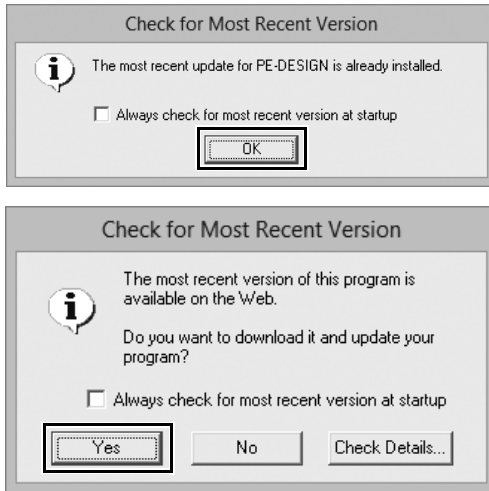 Check for Most Recent Version
The most recent update for PE-DESIGN is already installed.
Always check for most recent version at startup
OK
Check for Most Recent Version
The most recent version of this program is
available on the Web.
Do you want to download it and update your
program?
Always check for most recent version at startup
Yes No Check Details...